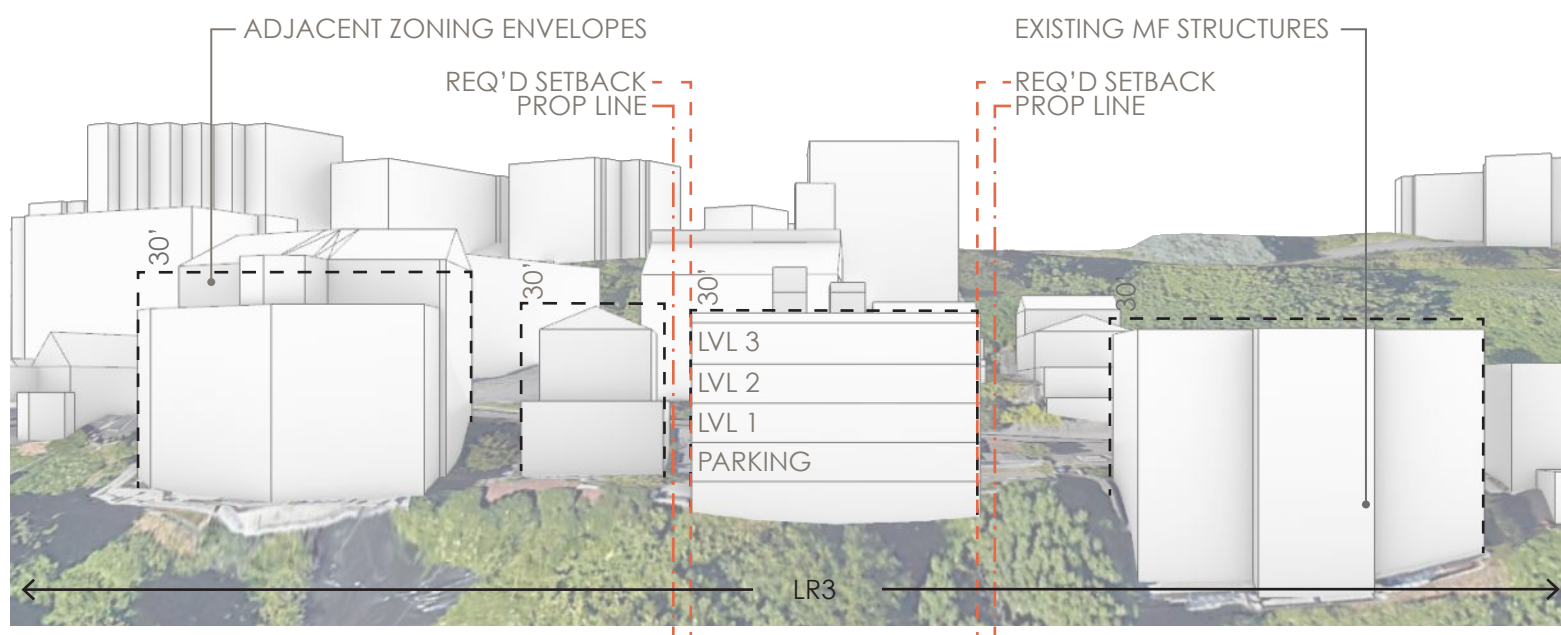 ADJACENT ZONING ENVELOPES
EXISTING MF STRUCTURES
REQ’D SETBACK
PROP LINE
REQ’D SETBACK
PROP LINE
30’
30’
30’
30’
LVL 3
LVL 2
LVL 1
PARKING
LR3